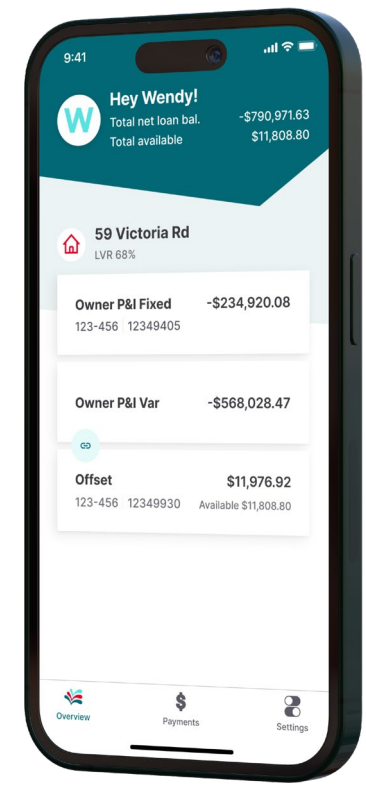 9:41
W
Hey Wendy!
Total net loan bal. -$790,971.63
Total available $11,808.80
59 Victoria Rd
LVR 68%
Owner P&I Fixed -$234,920.08
123-456 12349405
Owner P&I Var -$568,028.47
Offset $11,976.92
123-456 12349930 Available $11,808.80
Overview Payments Settings